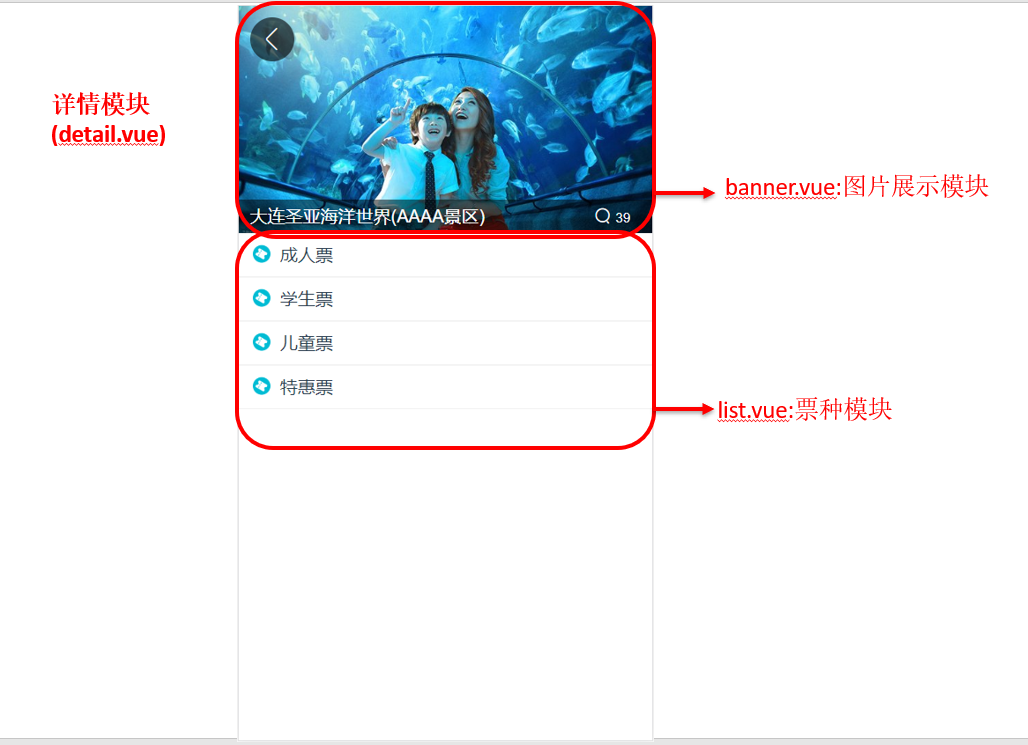 详情模块
(detail.vue)
大连圣亚海洋世界(AAAA景区)
39
banner.vue:图片展示模块
成人票
学生票
儿童票
特惠票
list.vue:票种模块